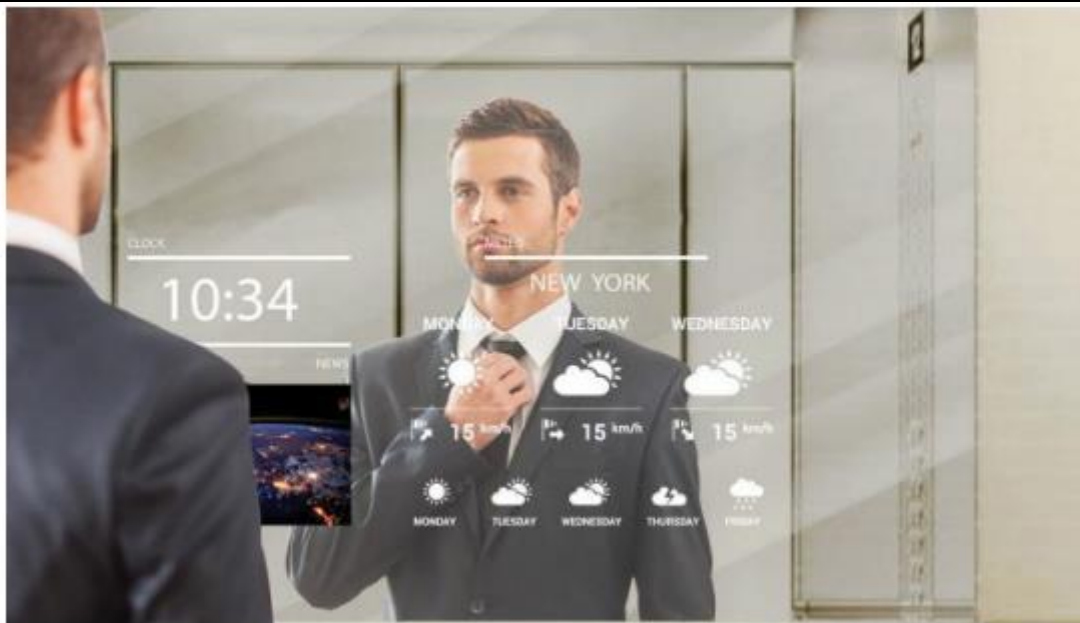 CLOCK
10:34
NEWS
NEW YORK
MONDAY TUESDAY WEDNESDAY
15 km/h 15 km/h 15 km/h
MONDAY TUESDAY WEDNESDAY THURSDAY FRIDAY